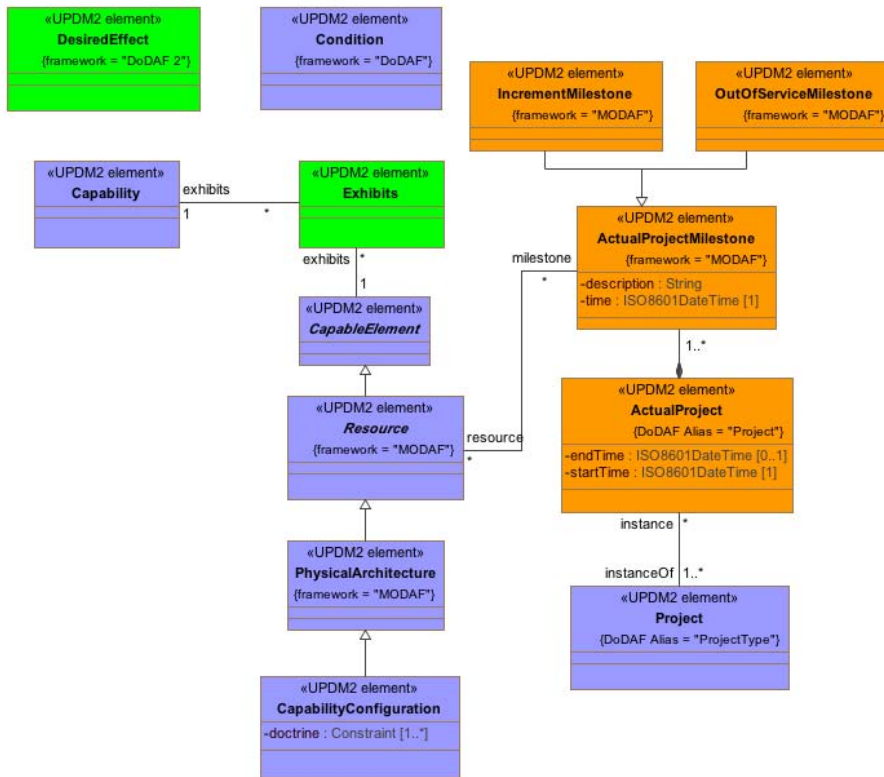 «UPDM2 element»
DesiredEffect
{framework = "DoDAF 2"}
«UPDM2 element»
Condition
{framework = "DoDAF"}
«UPDM2 element»
IncrementMilestone
{framework = "MODAF"}
«UPDM2 element»
OutOfServiceMilestone
{framework = "MODAF"}
«UPDM2 element»
Capability
exhibits
1
*
«UPDM2 element»
Exhibits
exhibits
*
1
«UPDM2 element»
CapableElement
«UPDM2 element»
ActualProjectMilestone
{framework = "MODAF"}
-description : String
-time : ISO8601DateTime [1]
milestone
*
1..*
«UPDM2 element»
Resource
{framework = "MODAF"}
resource
*
«UPDM2 element»
ActualProject
{DoDAF Alias = "Project"}
-endTime : ISO8601DateTime [0..1]
-startTime : ISO8601DateTime [1]
instance
*
instanceOf
1..*
«UPDM2 element»
PhysicalArchitecture
{framework = "MODAF"}
«UPDM2 element»
Project
{DoDAF Alias = "ProjectType"}
«UPDM2 element»
CapabilityConfiguration
-doctrine : Constraint [1..*]